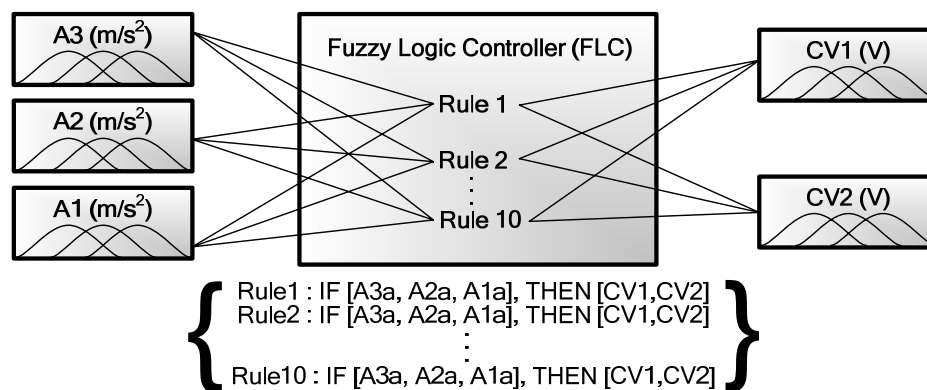 A3 (m/s²)
A2 (m/s²)
A1 (m/s²)
Fuzzy Logic Controller (FLC)
Rule 1
Rule 2
Rule 10
CV1 (V)
CV2 (V)
Rule1 : IF [A3a, A2a, A1a], THEN [CV1,CV2]
Rule2 : IF [A3a, A2a, A1a], THEN [CV1,CV2]
Rule10 : IF [A3a, A2a, A1a], THEN [CV1,CV2]